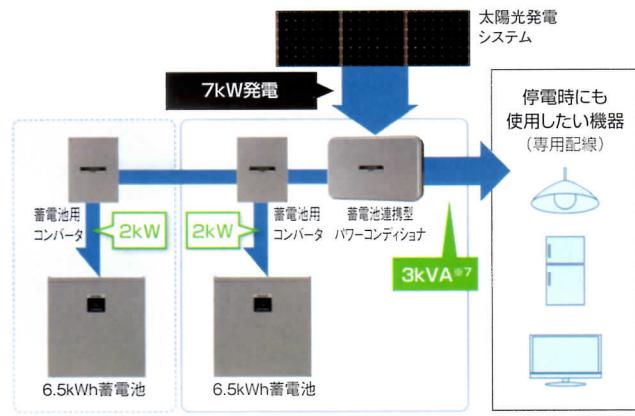 太陽光発電
システム
7kW発電
停電時にも
使用したい機器
(専用配線)
蓄電池用
コンバータ
2kW
2kW
蓄電池用
コンバータ
蓄電池連携型
パワーコンディショナ
3kVA※7
6.5kWh蓄電池
6.5kWh蓄電池